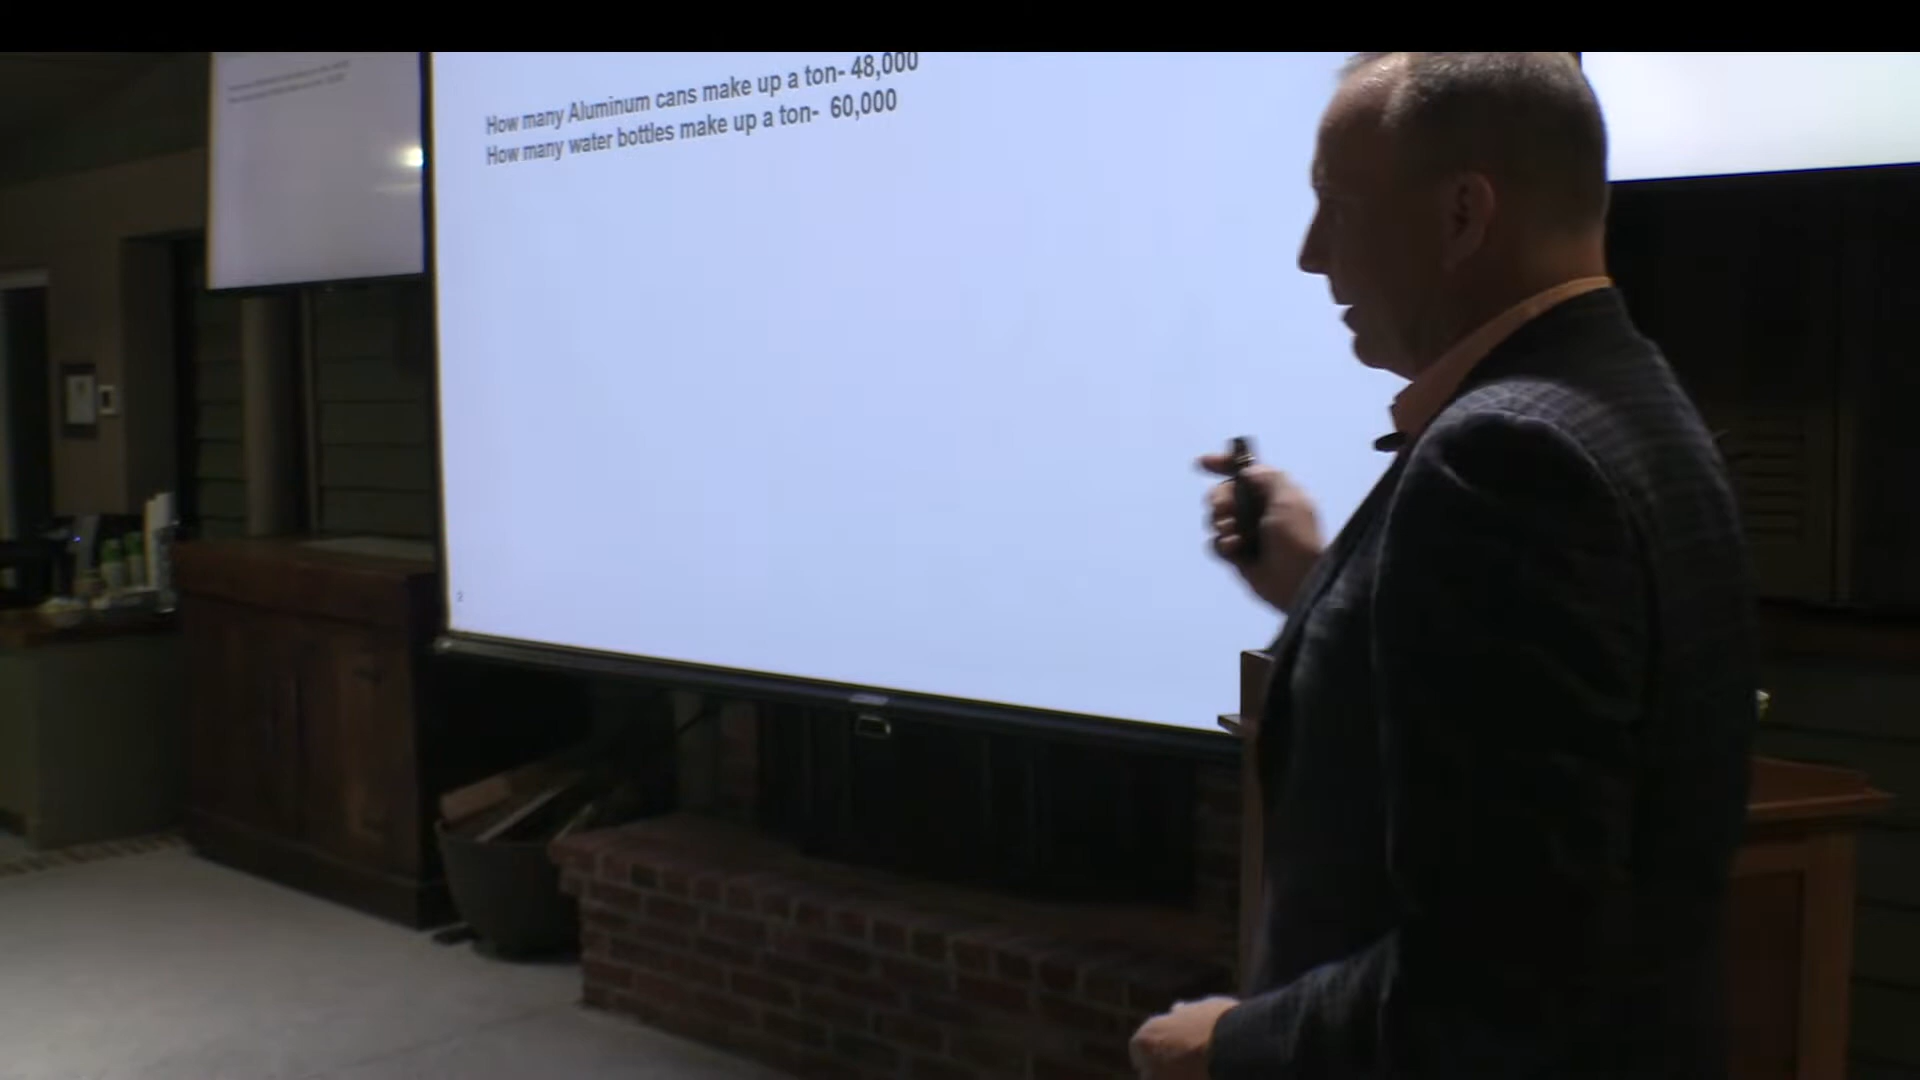 How many Aluminum cans make up a ton- 48,000
How many water bottles make up a ton- 60,000